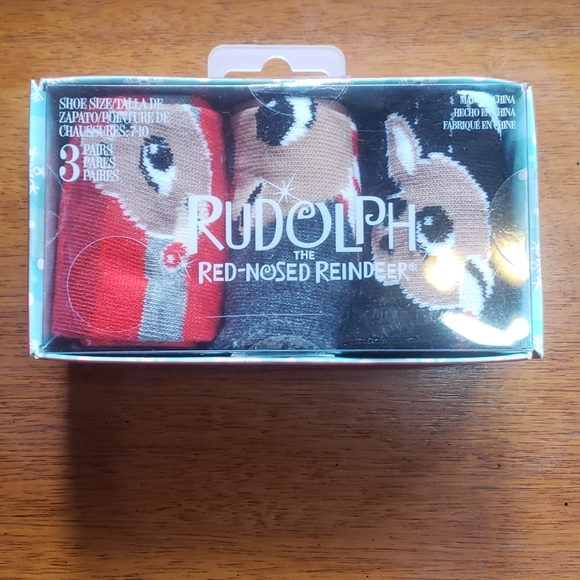 SHOE SIZE/TALLA DE
ZAPATO/POINTURE DE
CHAUSSURES: 7-10
3 PAIRS
PARES
PAIRES
MADE IN CHINA
HECHO EN CHINA
FABRIQUÉ EN CHINE
RUDOLPH
THE
RED-NOSED REINDEER®